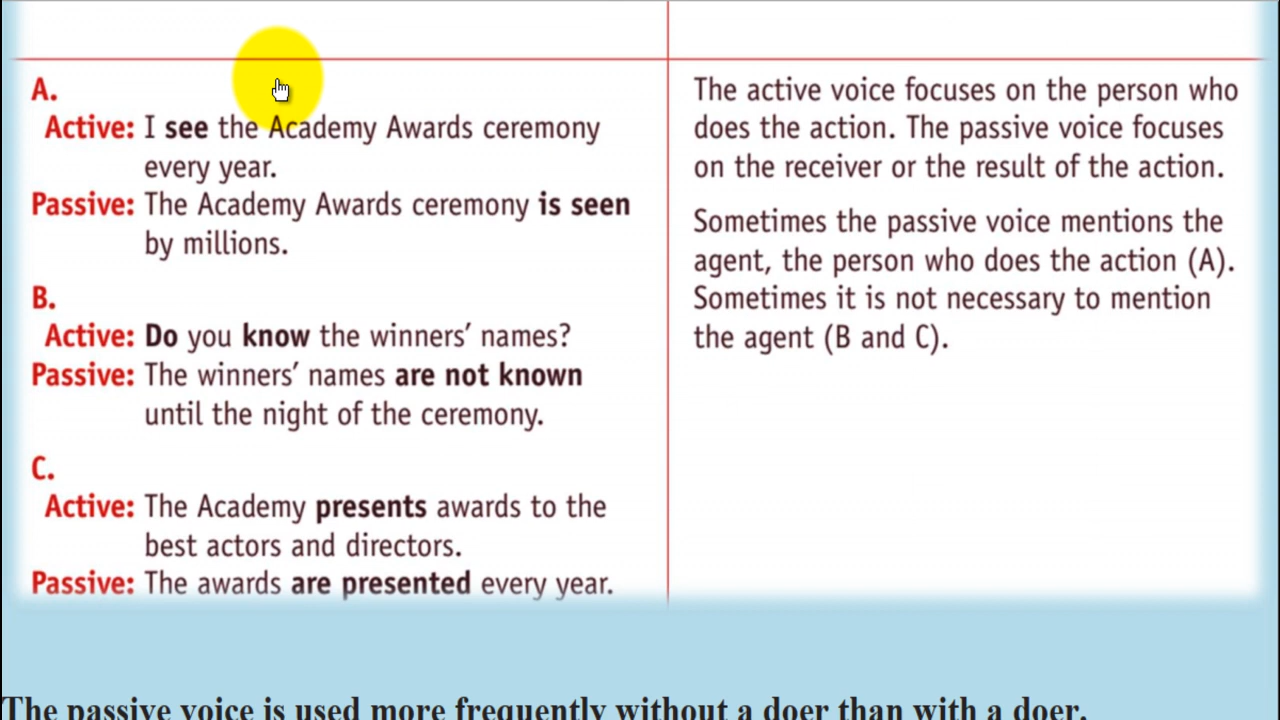 A.
Active: I see the Academy Awards ceremony
every year.
Passive: The Academy Awards ceremony is seen
by millions.
B.
Active: Do you know the winners’ names?
Passive: The winners’ names are not known
until the night of the ceremony.
C.
Active: The Academy presents awards to the
best actors and directors.
Passive: The awards are presented every year.
The active voice focuses on the person who
does the action. The passive voice focuses
on the receiver or the result of the action.
Sometimes the passive voice mentions the
agent, the person who does the action (A).
Sometimes it is not necessary to mention
the agent (B and C).
The passive voice is used more frequently without a doer than with a doer.